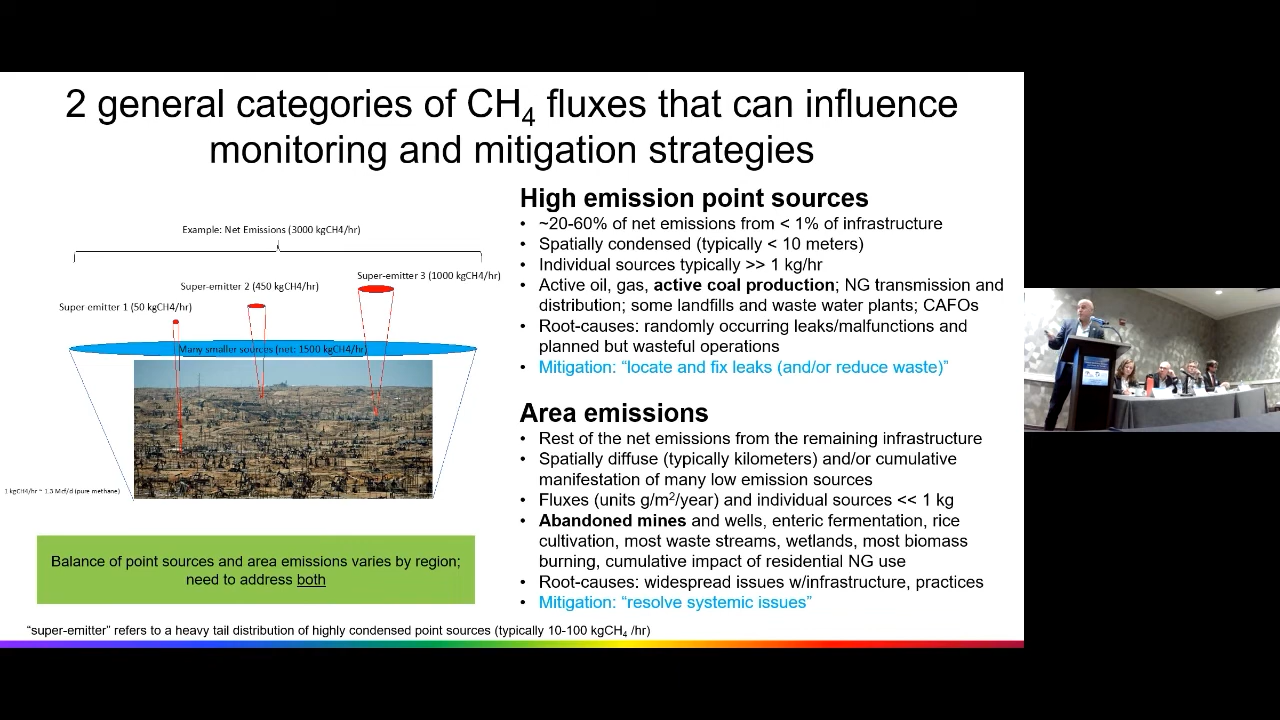 2 general categories of CH4 fluxes that can influence
monitoring and mitigation strategies
Example: Net Emissions (3000 kgCH4/hr)
Super-emitter 3 (1000 kgCH4/hr)
Super-emitter 2 (450 kgCH4/hr)
Super-emitter 1 (50 kgCH4/hr)
Many smaller sources (net: 1500 kgCH4/hr)
1 kgCH4/hr ~ 1.3 Mcf/d (pure methane)
Balance of point sources and area emissions varies by region;
need to address both
High emission point sources
• ~20-60% of net emissions from < 1% of infrastructure
• Spatially condensed (typically < 10 meters)
• Individual sources typically >> 1 kg/hr
• Active oil, gas, active coal production; NG transmission and
distribution; some landfills and waste water plants; CAFOs
• Root-causes: randomly occurring leaks/malfunctions and
planned but wasteful operations
• Mitigation: “locate and fix leaks (and/or reduce waste)”
Area emissions
• Rest of the net emissions from the remaining infrastructure
• Spatially diffuse (typically kilometers) and/or cumulative
manifestation of many low emission sources
• Fluxes (units g/m2/year) and individual sources << 1 kg
• Abandoned mines and wells, enteric fermentation, rice
cultivation, most waste streams, wetlands, most biomass
burning, cumulative impact of residential NG use
• Root-causes: widespread issues w/infrastructure, practices
• Mitigation: “resolve systemic issues”
“super-emitter” refers to a heavy tail distribution of highly condensed point sources (typically 10-100 kgCH4 /hr)